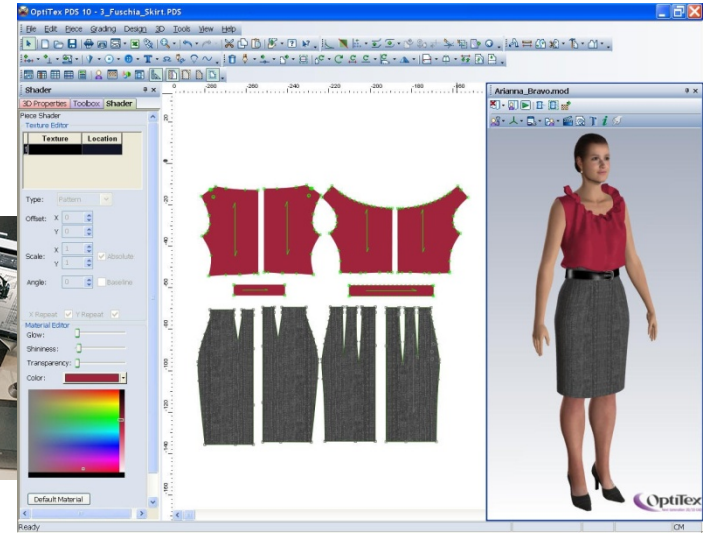 OptiTex PDS 10 - 3_Fuschia_Skirt.PDS
File Edit Piece Grading Design 3D Tools View Help
Shader
3D Properties Toolbox Shader
Piece Shader
Texture Editor
Texture Location
Type: Pattern
Offset: X 0
Y 0
Scale: X 1
Y 1
Absolute
Angle: 0 Baseline
X Repeat Y Repeat
Material Editor
Glow:
Shininess:
Transparency:
Color:
Default Material
Ready
Arianna_Bravo.mod
OptiTex
CM